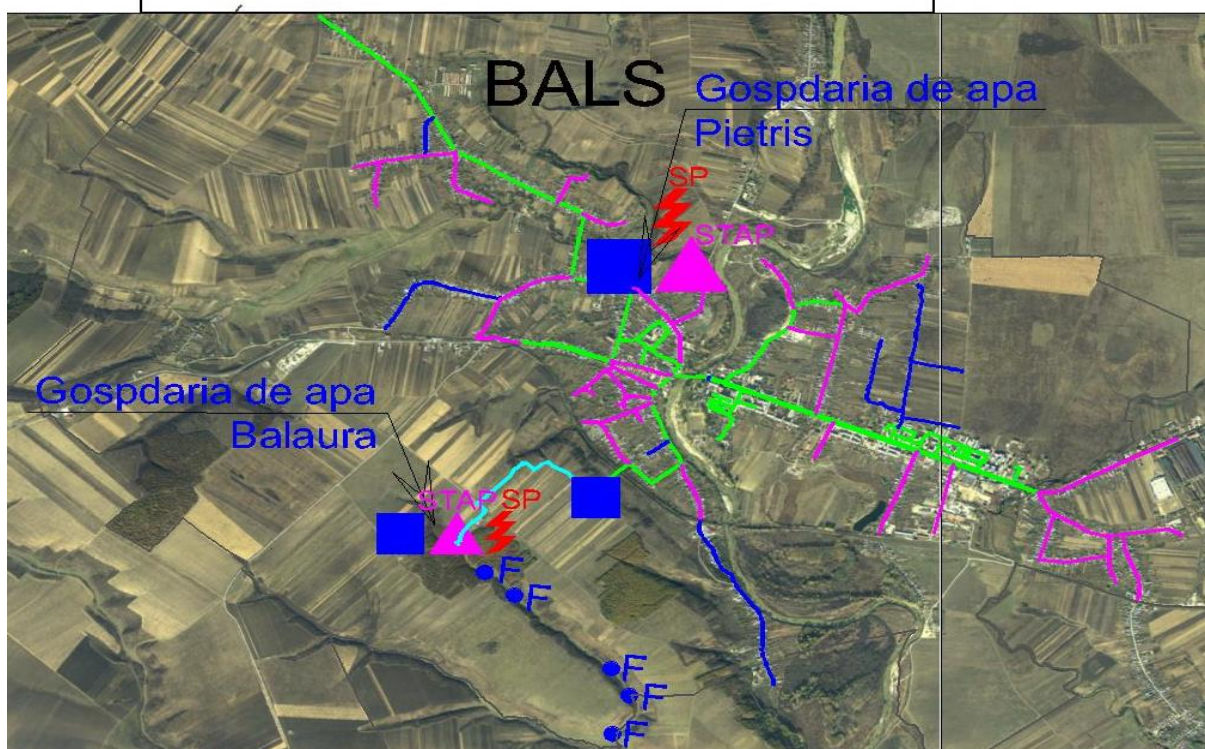 BALS
Gospdaria de apa
Pietris
SP
STAP
Gospdaria de apa
Balaura
STAP
SP
F
F
F
F
F